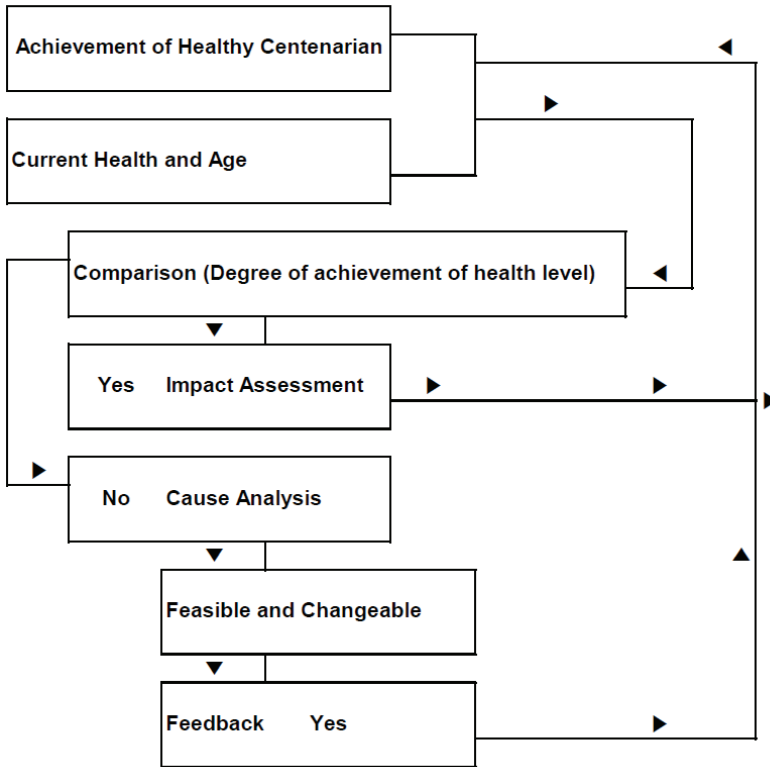 Achievement of Healthy Centenarian
Current Health and Age
Comparison (Degree of achievement of health level)
Yes Impact Assessment
No Cause Analysis
Feasible and Changeable
Feedback Yes